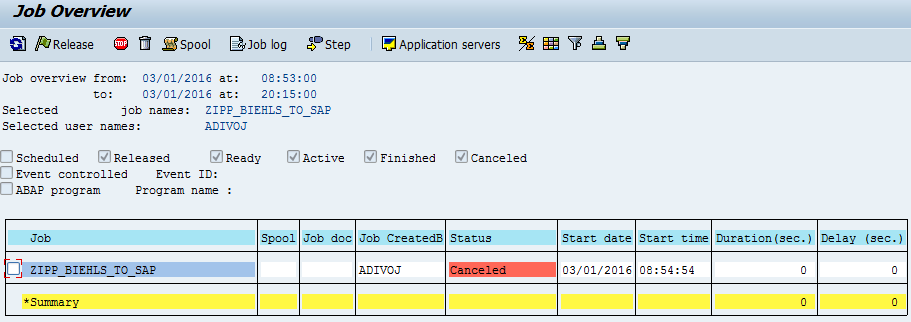 Job Overview
Release STOP Spool Job log Step Application servers
Job overview from: 03/01/2016 at: 08:53:00
to: 03/01/2016 at: 20:15:00
Selected job names: ZIPP_BIEHLS_TO_SAP
Selected user names: ADIVOJ
Scheduled Released Ready Active Finished Canceled
Event controlled Event ID:
ABAP program Program name :
Job Spool Job doc Job CreatedB Status Start date Start time Duration(sec.) Delay (sec.)
ZIPP_BIEHLS_TO_SAP ADIVOJ Canceled 03/01/2016 08:54:54 0 0
*Summary 0 0